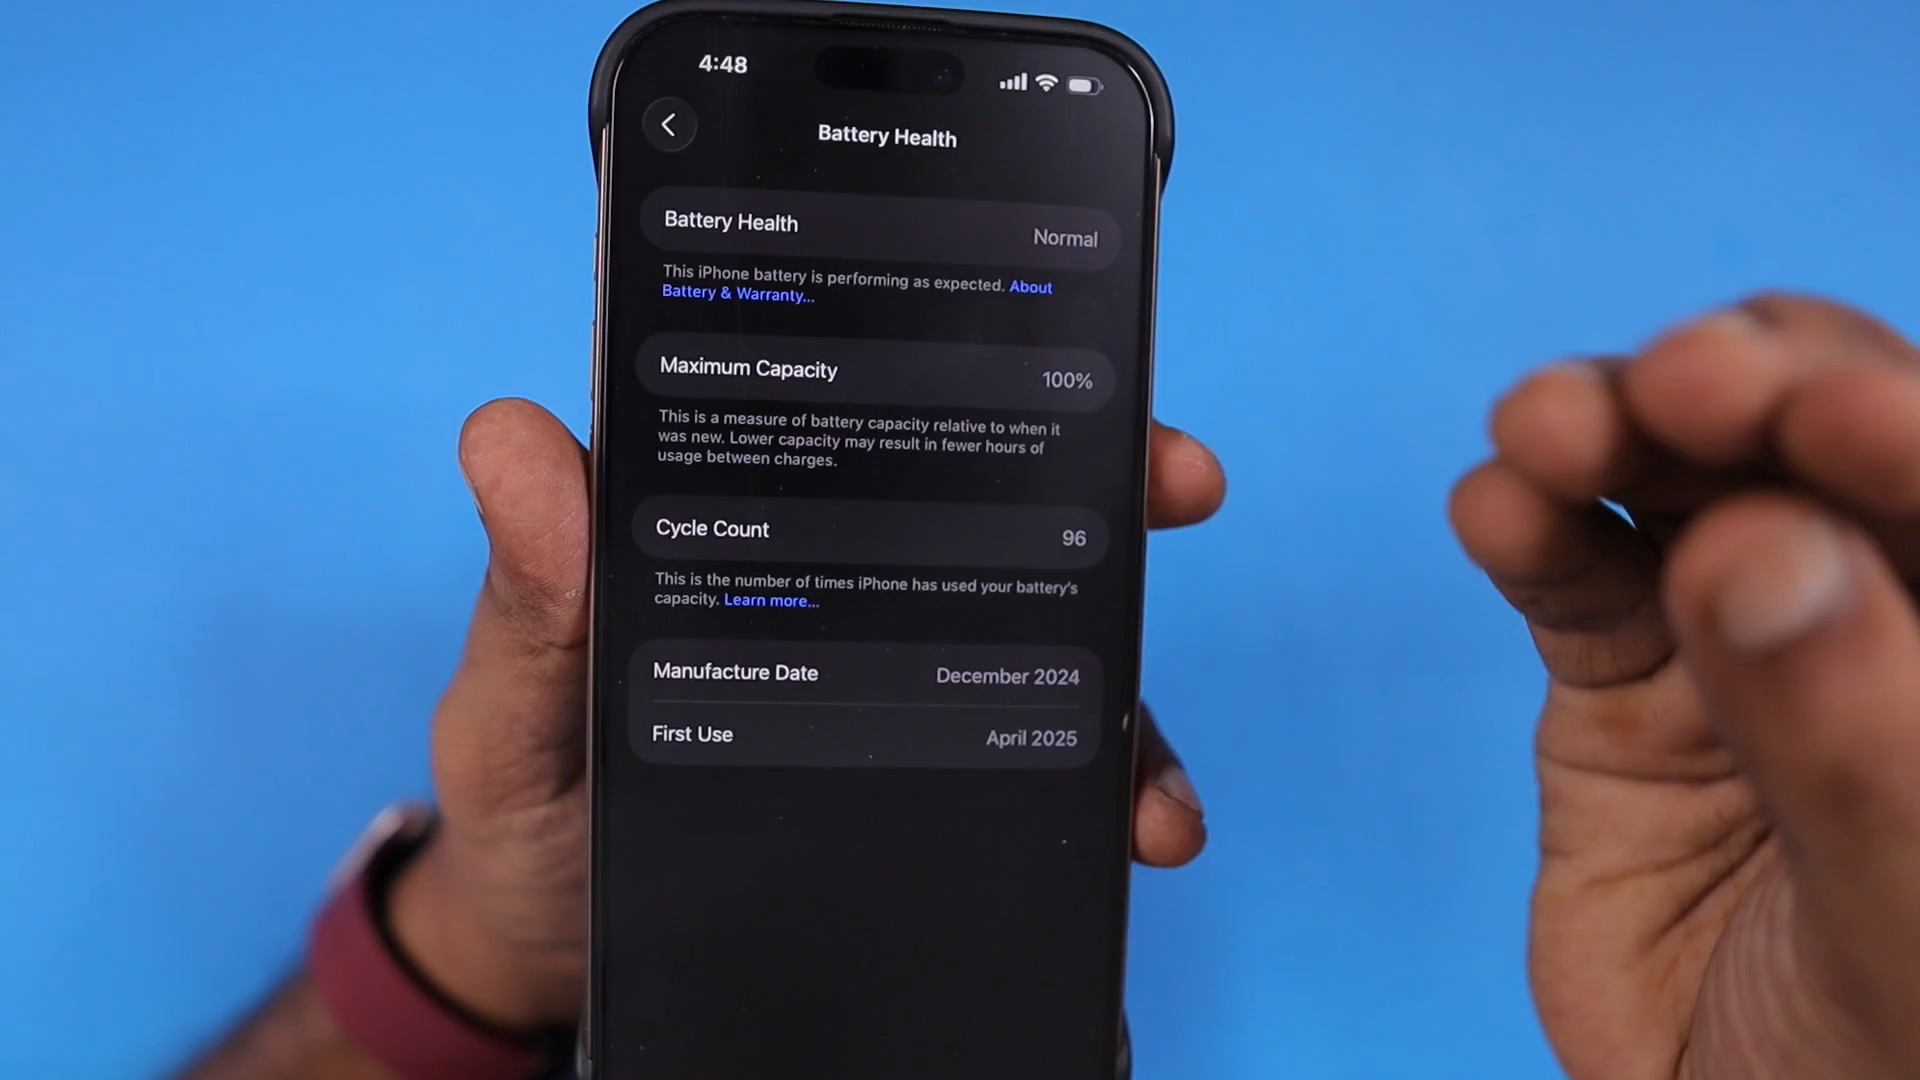 4:48
Battery Health
Battery Health Normal
This iPhone battery is performing as expected. About
Battery & Warranty...
Maximum Capacity 100%
This is a measure of battery capacity relative to when it
was new. Lower capacity may result in fewer hours of
usage between charges.
Cycle Count 96
This is the number of times iPhone has used your battery's
capacity. Learn more...
Manufacture Date December 2024
First Use April 2025